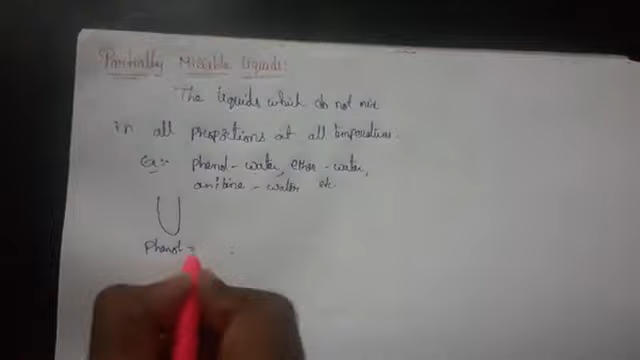 Partially Miscible Liquids:
The liquids which do not mix
in all proportions at all temperatures.
Ex:- phenol - water, ether - water,
aniline - water etc.
Phenol